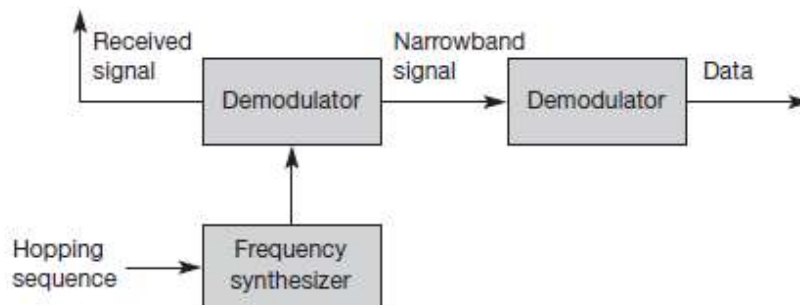 Received
signal
Demodulator
Narrowband
signal
Demodulator
Data
Hopping
sequence
Frequency
synthesizer